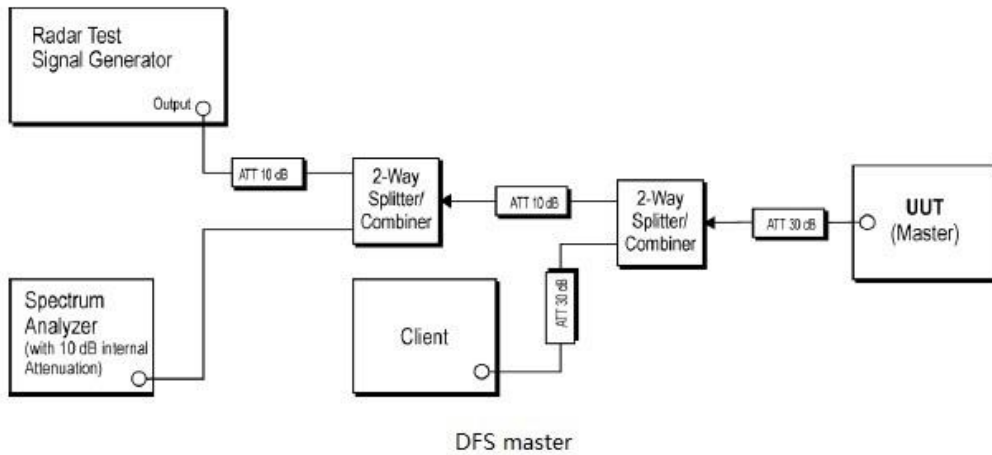 Radar Test
Signal Generator
Output
ATT 10 dB
2-Way
Splitter/
Combiner
ATT 10 dB
2-Way
Splitter/
Combiner
ATT 30 dB
UUT
(Master)
Spectrum
Analyzer
(with 10 dB internal
Attenuation)
Client
ATT 30 dB
DFS master